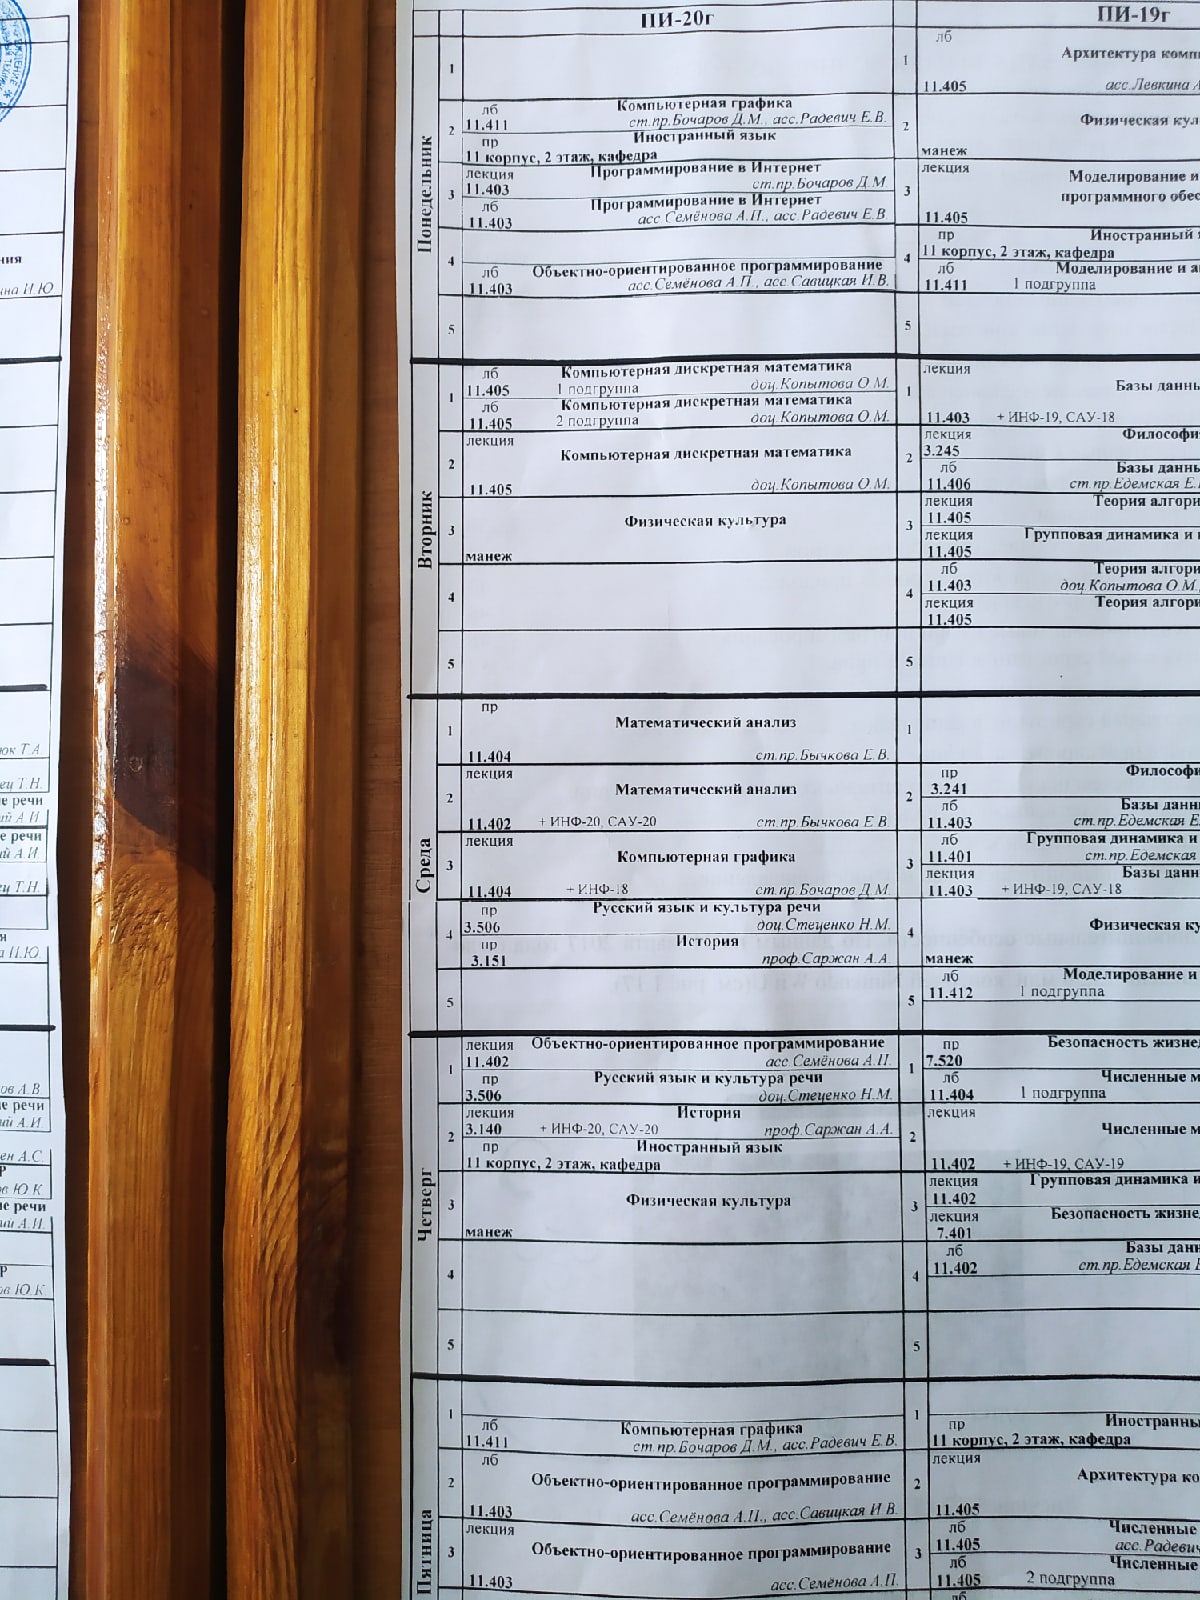 ПИ-20г
Понедельник
1
2
лб
Компьютерная графика
11.411 ст.пр.Бочаров Д.М., асс.Радевич Е.В.
пр
Иностранный язык
11 корпус, 2 этаж, кафедра
3
лекция
Программирование в Интернет
11.403 ст.пр.Бочаров Д.М
лб
Программирование в Интернет
11.403 асс.Семёнова А.П., асс.Радевич Е.В
4
лб
Объектно-ориентированное программирование
11.403 асс.Семёнова А.П., асс.Савицкая И.В.
5
Вторник
1
лб
Компьютерная дискретная математика
11.405 1 подгруппа доц.Копытова О.М.
лб
Компьютерная дискретная математика
11.405 2 подгруппа доц.Копытова О.М.
2
лекция
Компьютерная дискретная математика
11.405 доц.Копытова О.М.
3
Физическая культура
манеж
4
5
Среда
1
пр
Математический анализ
11.404 ст.пр.Бычкова Е.В.
2
лекция
Математический анализ
11.402 + ИНФ-20, САУ-20 ст.пр.Бычкова Е.В
3
лекция
Компьютерная графика
11.404 + ИНФ-18 ст.пр.Бочаров Д.М.
4
пр
Русский язык и культура речи
3.506 доц.Стеценко Н.М.
пр
История
3.151 проф.Саржан А.А
5
Четверг
1
лекция Объектно-ориентированное программирование
11.402 асс.Семёнова А.П.
пр
Русский язык и культура речи
3.506 доц.Стеценко Н.М.
2
лекция
История
3.140 + ИНФ-20, САУ-20 проф.Саржан А.А.
пр
Иностранный язык
11 корпус, 2 этаж, кафедра
3
Физическая культура
манеж
4
5
Пятница
1
лб
Компьютерная графика
11.411 ст.пр.Бочаров Д.М., асс.Радевич Е.В.
2
лб
Объектно-ориентированное программирование
11.403 асс.Семёнова А.П., асс.Савицкая И В.
3
лекция
Объектно-ориентированное программирование
11.403 асс.Семёнова А.П.
ПИ-19г
1
лб
Архитектура комп
11.405 асс.Левкина А
2
Физическая кул
манеж
3
лекция
Моделирование и
программного обес
11.405
4
пр
Иностранный
11 корпус, 2 этаж, кафедра
лб
Моделирование и а
11.411 1 подгруппа
5
1
лекция
Базы данны
11.403 + ИНФ-19, САУ-18
2
лекция
Философи
3.245
лб
Базы данны
11.406 ст.пр.Едемская Е.
3
лекция
Теория алгори
11.405
лекция
Групповая динамика и
11.405
4
лб
Теория алгори
11.403 доц.Копытова О.М.,
лекция
Теория алгори
11.405
5
1
2
пр
Философи
3.241
лб
Базы данн
11.403 ст.пр.Едемская Е
3
лб
Групповая динамика и
11.401 ст.пр.Едемская
лекция
Базы данн
11.403 + ИНФ-19, САУ-18
4
Физическая ку
манеж
5
лб
Моделирование и
11.412 1 подгруппа
1
пр
Безопасность жизне
7.520
лб
Численные м
11.404 1 подгруппа
2
лекция
Численные м
11.402 + ИНФ-19, САУ-19
3
лекция
Групповая динамика и
11.402
лекция
Безопасность жизне
7.401
4
лб
Базы данн
11.402 ст.пр.Едемская
5
1
пр
Иностранны
11 корпус, 2 этаж, кафедра
2
лекция
Архитектура ко
11.405
3
лб
Численные
11.405 асс.Радеви
лб
Численные
11.405 2 подгруппа
лб